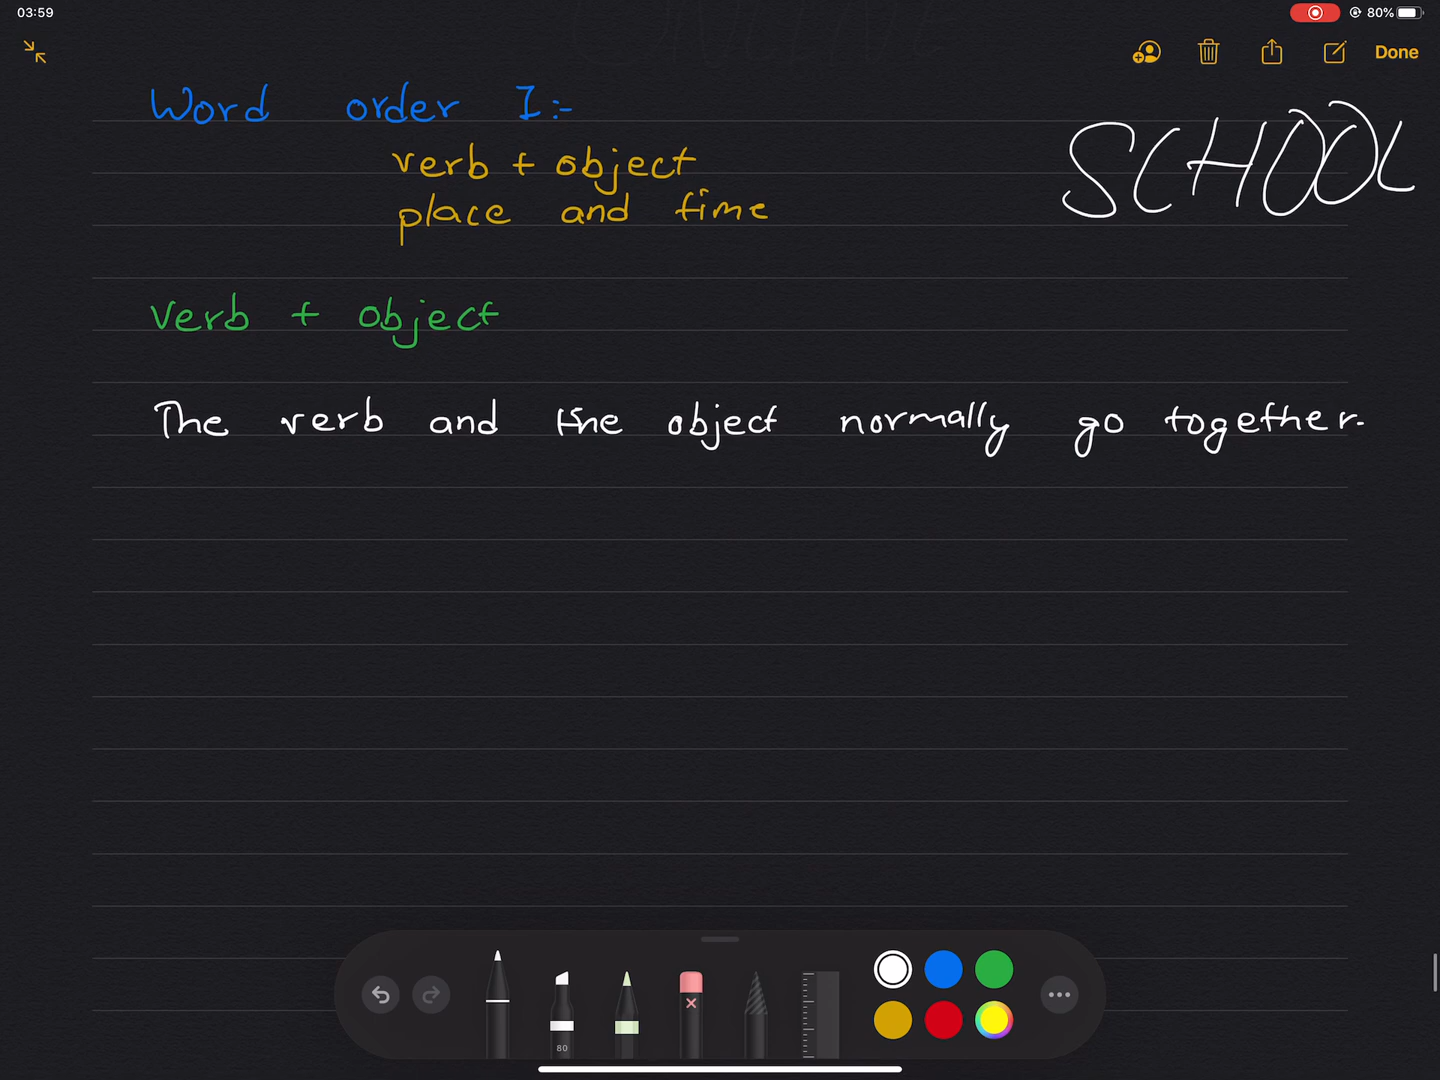 03:59
80%
Done
Word order I:-
SCHOOL
verb + object
place and time
Verb + object
The verb and the object normally go together.
80